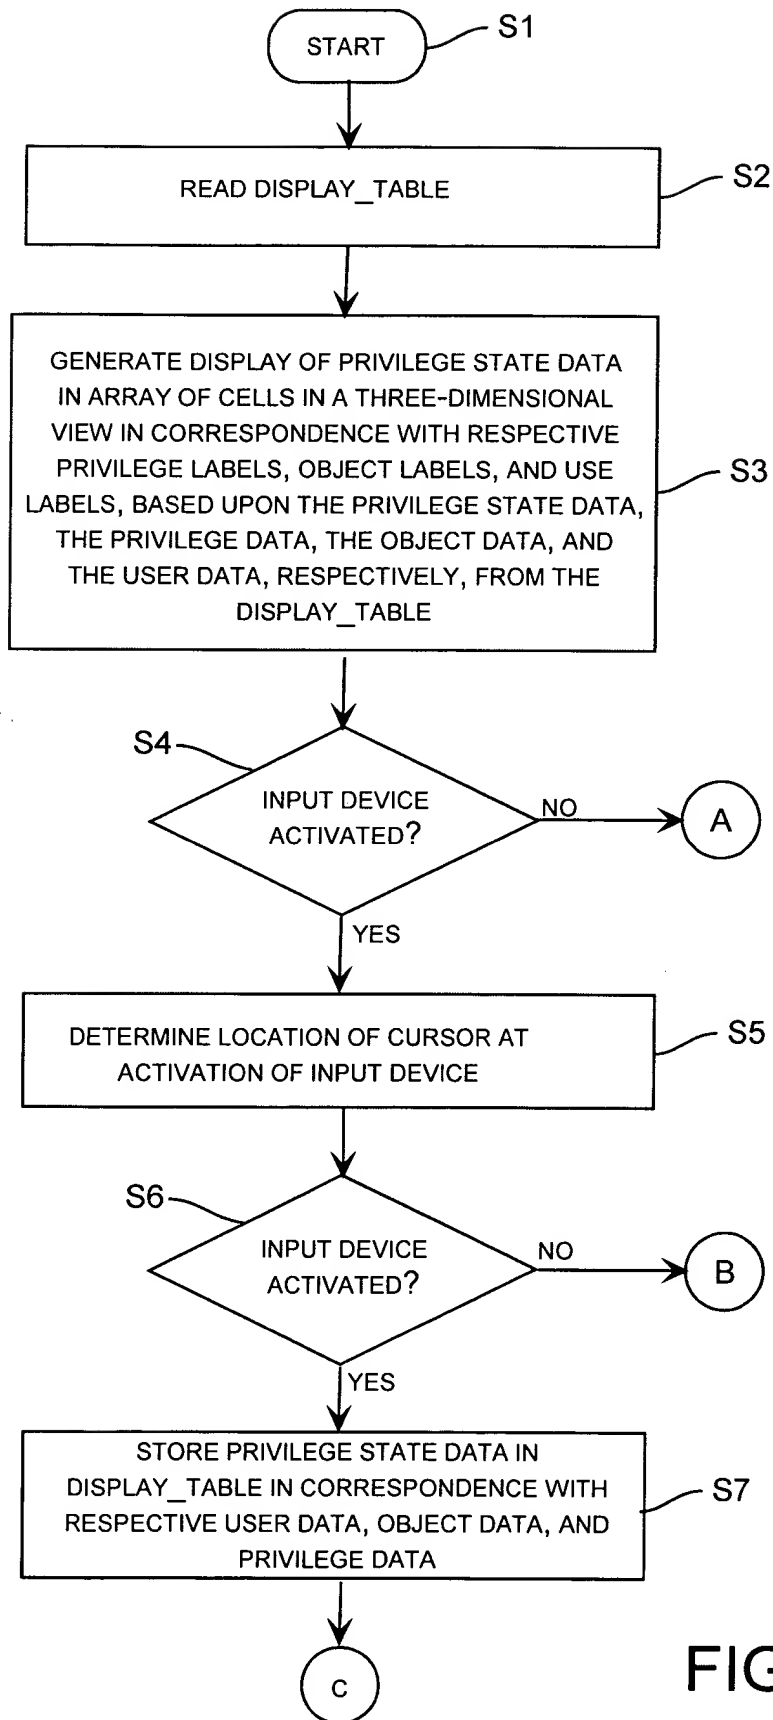 START
S1
READ DISPLAY_TABLE
S2
GENERATE DISPLAY OF PRIVILEGE STATE DATA
IN ARRAY OF CELLS IN A THREE-DIMENSIONAL
VIEW IN CORRESPONDENCE WITH RESPECTIVE
PRIVILEGE LABELS, OBJECT LABELS, AND USE
LABELS, BASED UPON THE PRIVILEGE STATE DATA,
THE PRIVILEGE DATA, THE OBJECT DATA, AND
THE USER DATA, RESPECTIVELY, FROM THE
DISPLAY_TABLE
S3
S4
INPUT DEVICE
ACTIVATED?
NO
A
YES
DETERMINE LOCATION OF CURSOR AT
ACTIVATION OF INPUT DEVICE
S5
S6
INPUT DEVICE
ACTIVATED?
NO
B
YES
STORE PRIVILEGE STATE DATA IN
DISPLAY_TABLE IN CORRESPONDENCE WITH
RESPECTIVE USER DATA, OBJECT DATA, AND
PRIVILEGE DATA
S7
C
FIG